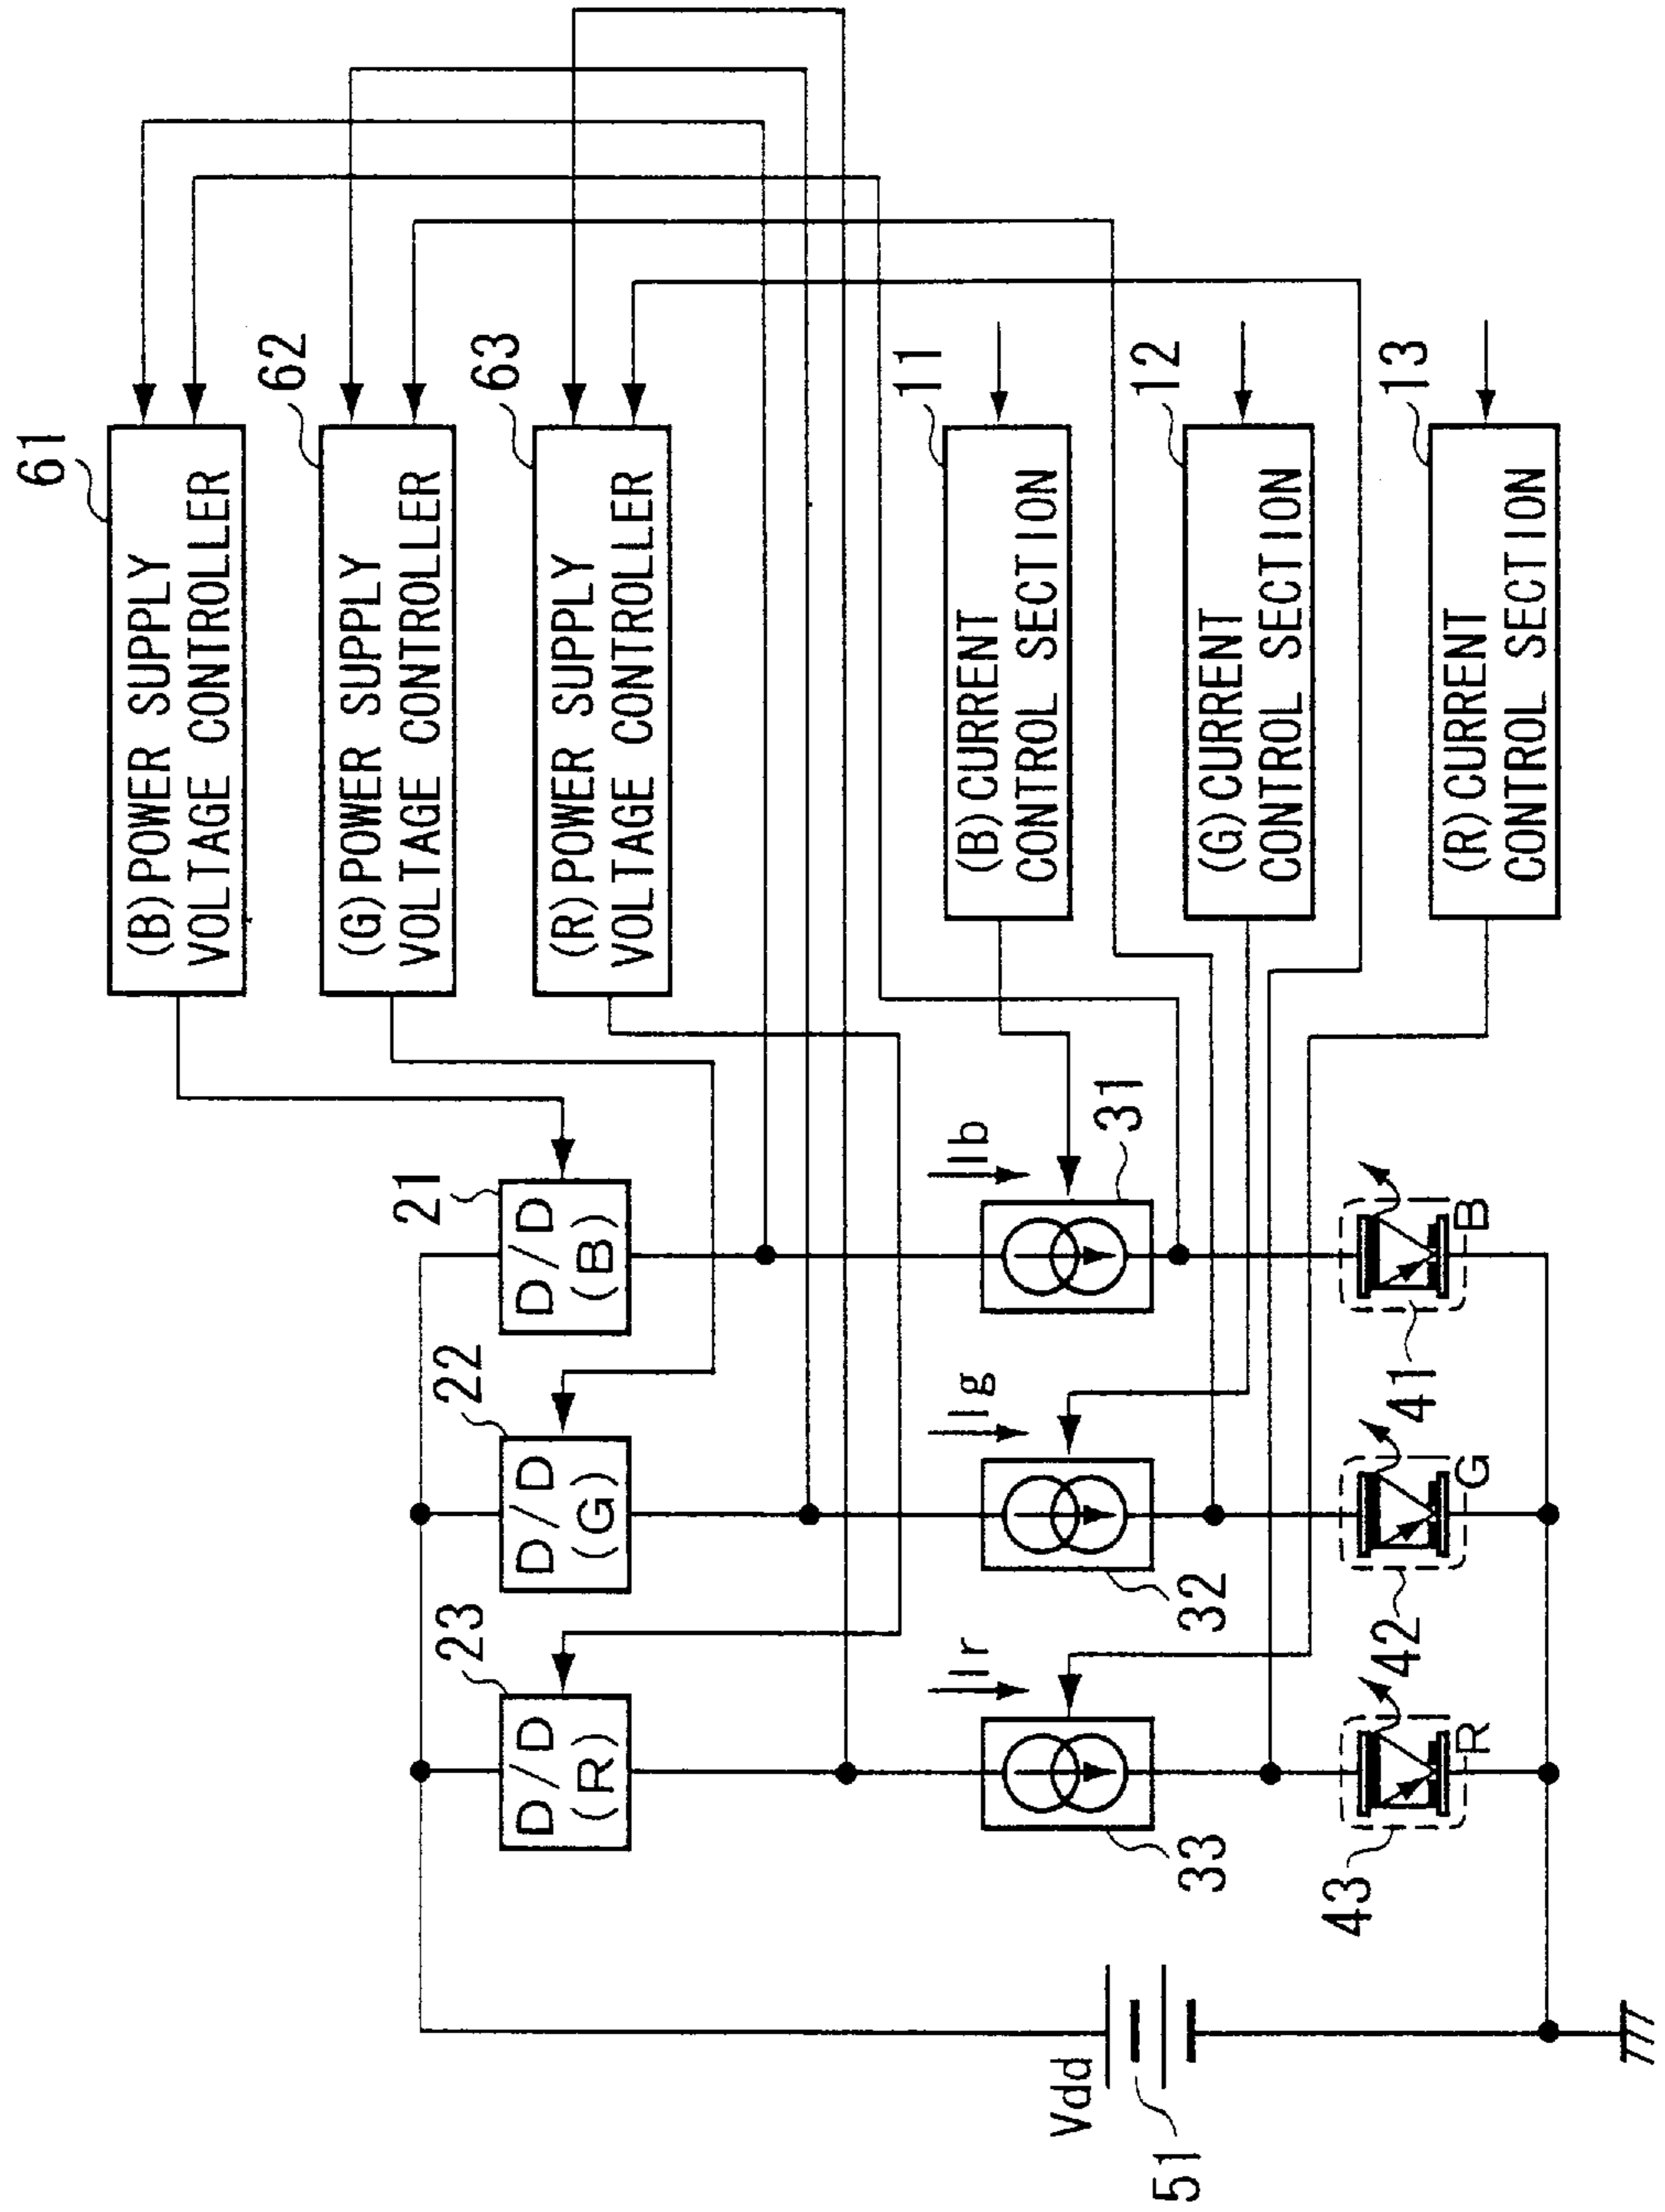 61
(B)POWER SUPPLY
VOLTAGE CONTROLLER
62
(G)POWER SUPPLY
VOLTAGE CONTROLLER
63
(R)POWER SUPPLY
VOLTAGE CONTROLLER
11
(B)CURRENT
CONTROL SECTION
12
(G)CURRENT
CONTROL SECTION
13
(R)CURRENT
CONTROL SECTION
21
D/D
(B)
22
D/D
(G)
23
D/D
(R)
Ib
31
Ig
32
Ir
33
B
41
G
42
R
43
Vdd
51